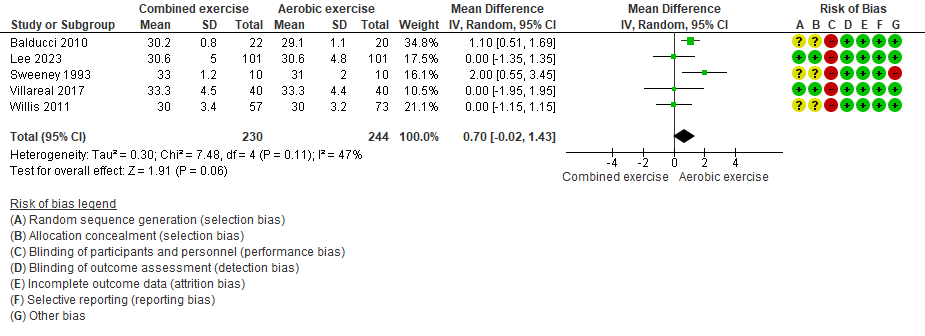 Combined exercise Aerobic exercise Mean Difference Mean Difference Risk of Bias
Study or Subgroup Mean SD Total Mean SD Total Weight IV, Random, 95% CI IV, Random, 95% CI A B C D E F G
Balducci 2010 30.2 0.8 22 29.1 1.1 20 34.8% 1.10 [0.51, 1.69] ? ? − + + + +
Lee 2023 30.6 5 101 30.6 4.8 101 17.5% 0.00 [-1.35, 1.35] + + − + + + +
Sweeney 1993 33 1.2 10 31 2 10 16.1% 2.00 [0.55, 3.45] ? ? − + + + −
Villareal 2017 33.3 4.5 40 33.3 4.4 40 10.5% 0.00 [-1.95, 1.95] + + − + + + +
Willis 2011 30 3.4 57 30 3.2 73 21.1% 0.00 [-1.15, 1.15] ? ? − + + + +
Total (95% CI) 230 244 100.0% 0.70 [-0.02, 1.43]
Heterogeneity: Tau² = 0.30; Chi² = 7.48, df = 4 (P = 0.11); I² = 47%
Test for overall effect: Z = 1.91 (P = 0.06)
-4 -2 0 2 4
Combined exercise Aerobic exercise
Risk of bias legend
(A) Random sequence generation (selection bias)
(B) Allocation concealment (selection bias)
(C) Blinding of participants and personnel (performance bias)
(D) Blinding of outcome assessment (detection bias)
(E) Incomplete outcome data (attrition bias)
(F) Selective reporting (reporting bias)
(G) Other bias